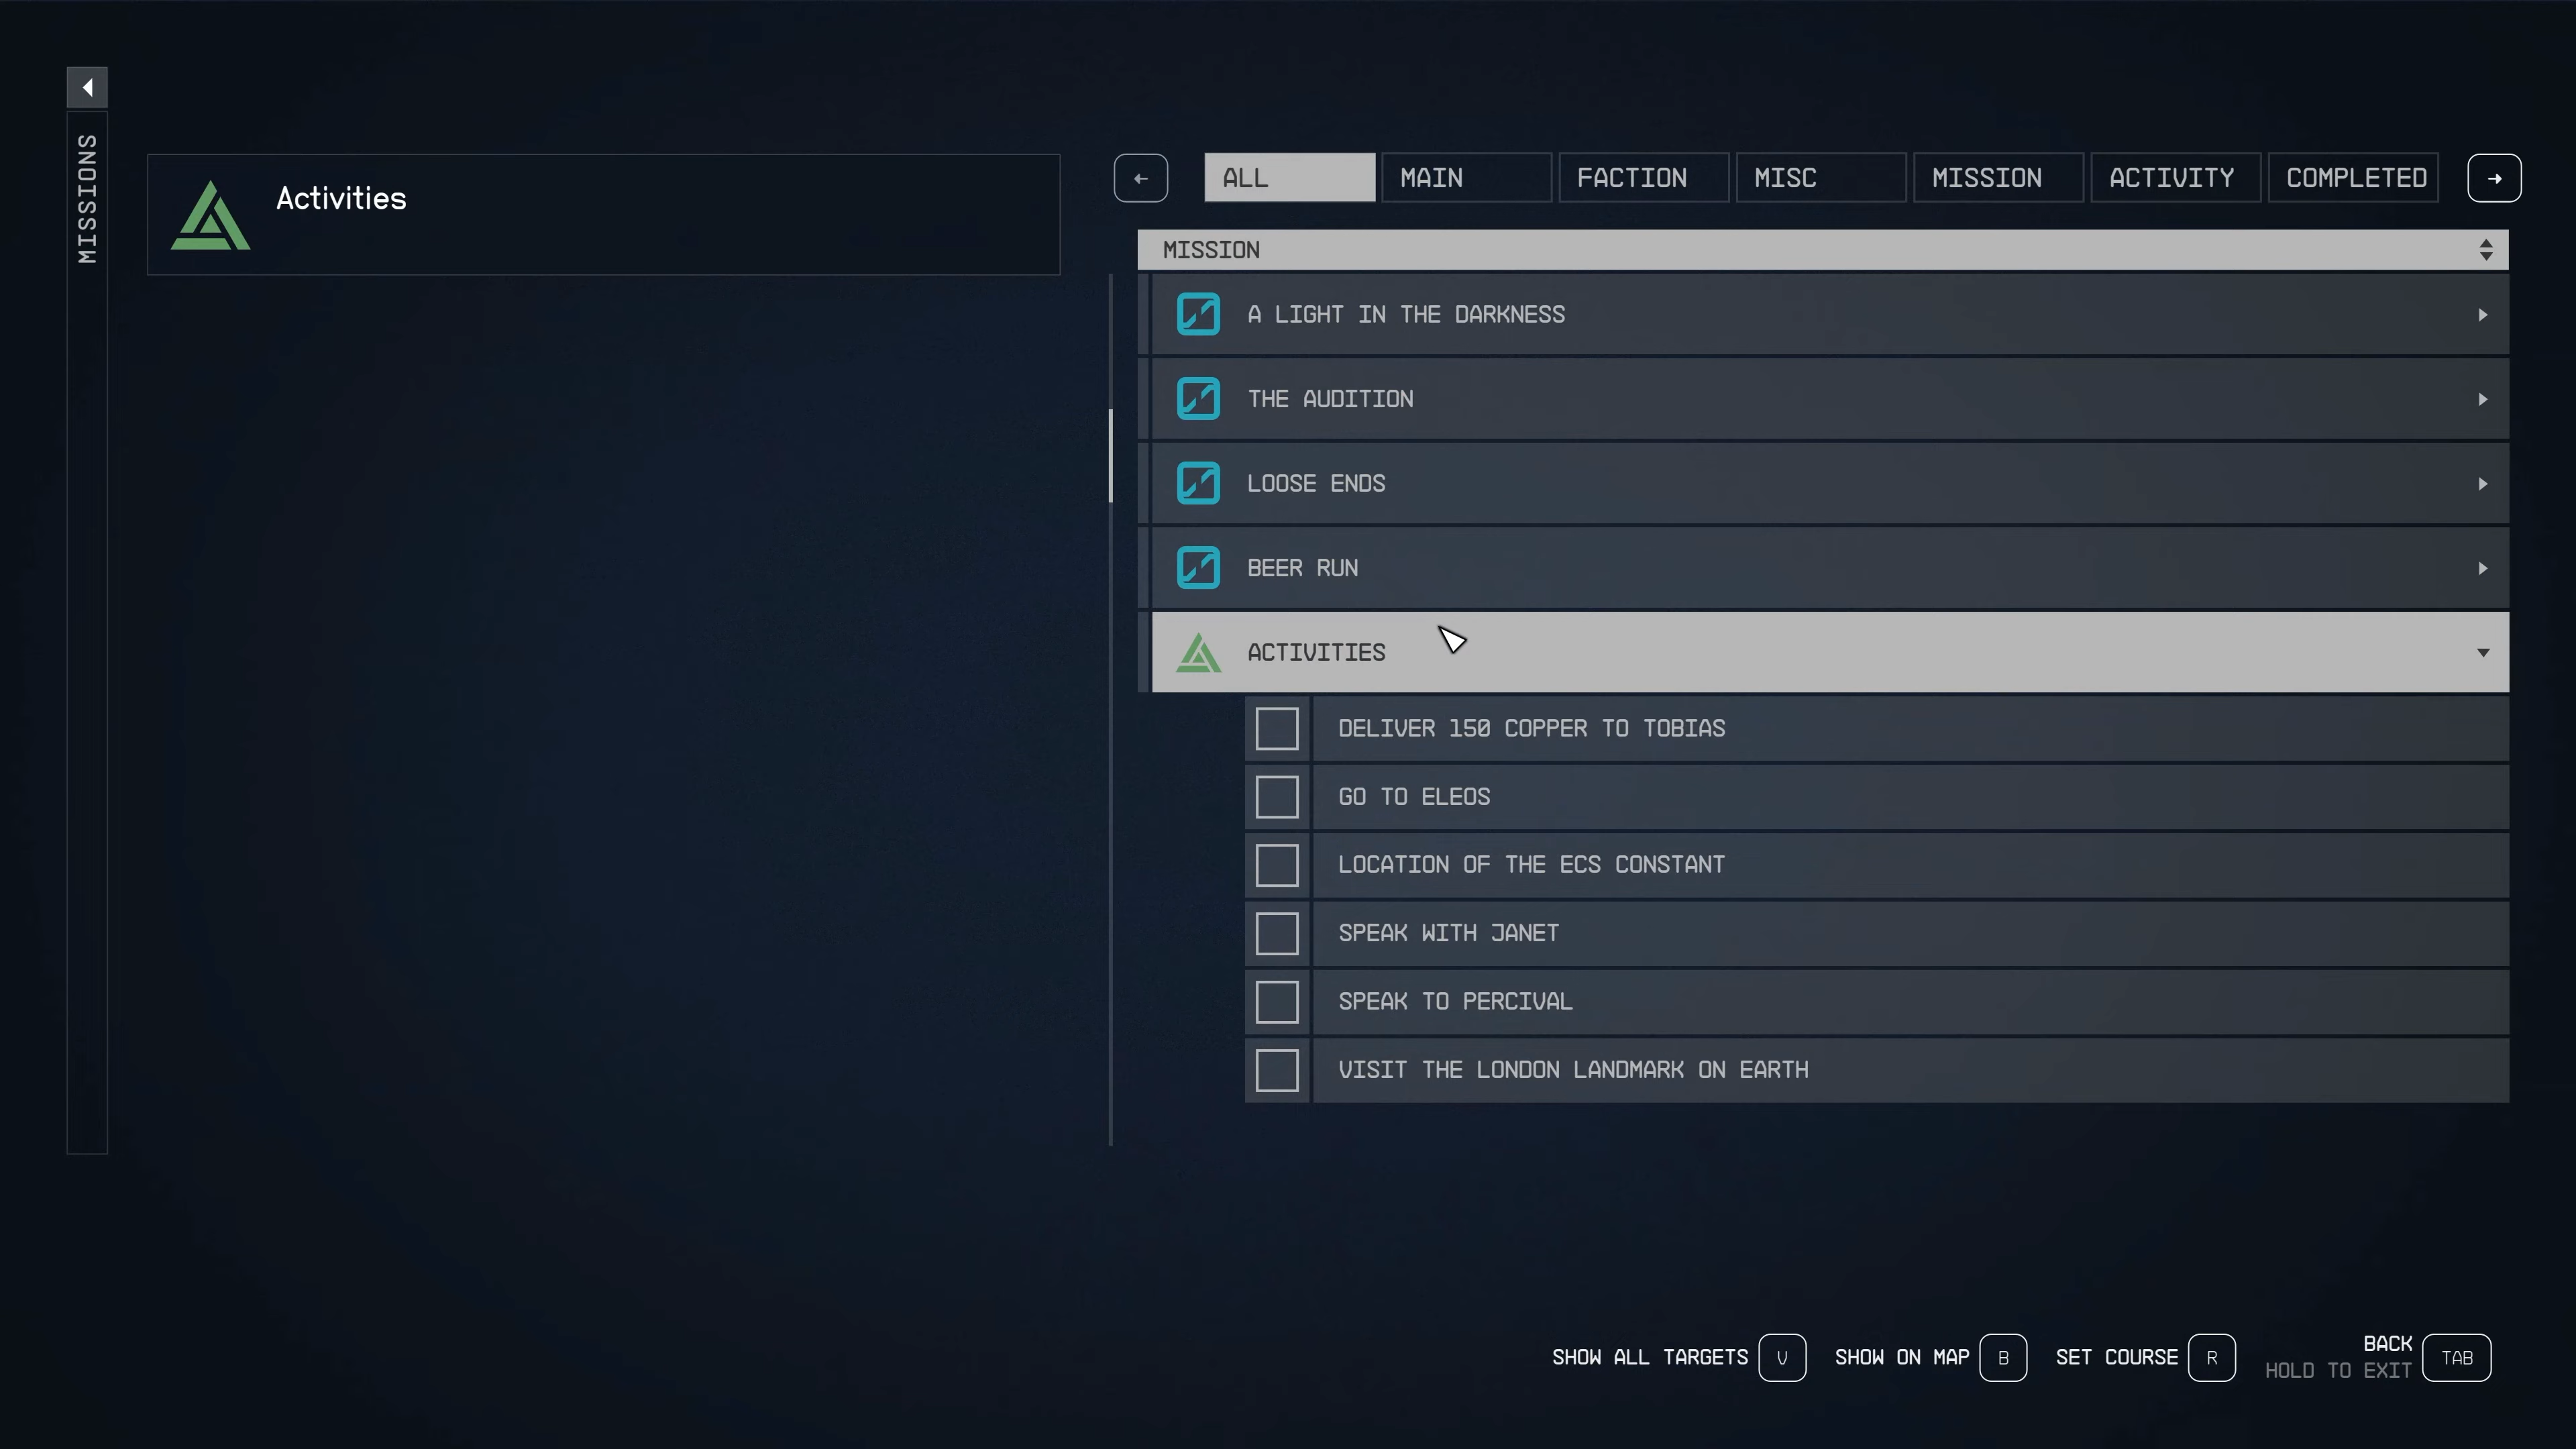 MISSIONS
Activities
ALL
MAIN
FACTION
MISC
MISSION
ACTIVITY
COMPLETED
MISSION
A LIGHT IN THE DARKNESS
THE AUDITION
LOOSE ENDS
BEER RUN
ACTIVITIES
DELIVER 150 COPPER TO TOBIAS
GO TO ELEOS
LOCATION OF THE ECS CONSTANT
SPEAK WITH JANET
SPEAK TO PERCIVAL
VISIT THE LONDON LANDMARK ON EARTH
SHOW ALL TARGETS V
SHOW ON MAP B
SET COURSE R
BACK
HOLD TO EXIT
TAB